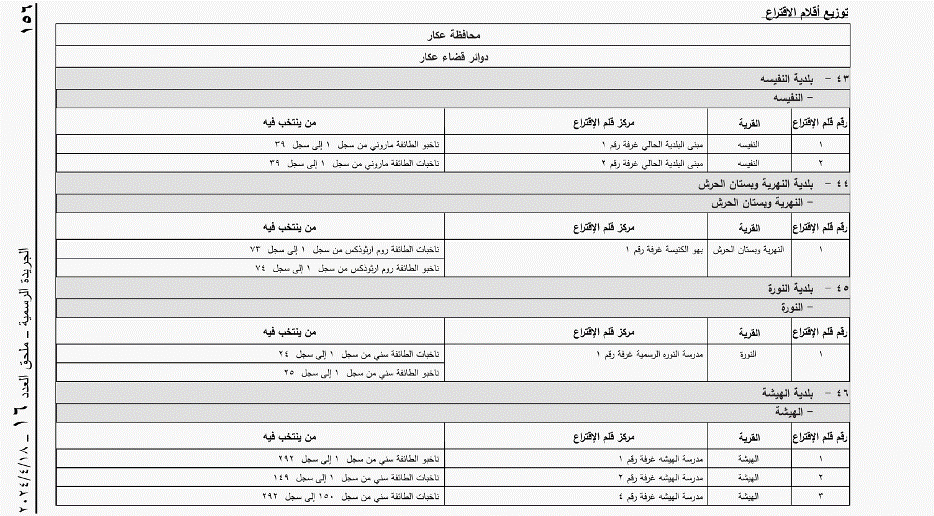 توزيع أقلام الاقتراع
محافظة عكار
دوائر قضاء عكار
٤٣ - بلدية النفيسه
- النفيسه
رقم قلم الإقتراع القرية مركز قلم الإقتراع من ينتخب فيه
١ النفيسه مبنى البلدية الحالي غرفة رقم ١ ناخبو الطائفة ماروني من سجل ١ إلى سجل ٣٩
٢ النفيسه مبنى البلدية الحالي غرفة رقم ٢ ناخبات الطائفة ماروني من سجل ١ إلى سجل ٣٩
٤٤ - بلدية النهرية وبستان الحرش
- النهرية وبستان الحرش
رقم قلم الإقتراع القرية مركز قلم الإقتراع من ينتخب فيه
١ النهرية وبستان الحرش بهو الكنيسة غرفة رقم ١ ناخبات الطائفة روم ارثوذكس من سجل ١ إلى سجل ٧٣
ناخبو الطائفة روم ارثوذكس من سجل ١ إلى سجل ٧٤
٤٥ - بلدية النورة
- النورة
رقم قلم الإقتراع القرية مركز قلم الإقتراع من ينتخب فيه
١ النورة مدرسة النوره الرسمية غرفة رقم ١ ناخبات الطائفة سني من سجل ١ إلى سجل ٢٤
ناخبو الطائفة سني من سجل ١ إلى سجل ٢٥
٤٦ - بلدية الهيشة
- الهيشة
رقم قلم الإقتراع القرية مركز قلم الإقتراع من ينتخب فيه
١ الهيشة مدرسة الهيشه غرفة رقم ١ ناخبو الطائفة سني من سجل ١ إلى سجل ٢٩٢
٢ الهيشة مدرسة الهيشه غرفة رقم ٢ ناخبات الطائفة سني من سجل ١ إلى سجل ١٤٩
٣ الهيشة مدرسة الهيشه غرفة رقم ٤ ناخبات الطائفة سني من سجل ١٥٠ إلى سجل ٢٩٢
١٥٦
الجريدة الرسمية – ملحق العدد ١٦ – ٢٠٢٤/٤/١٨